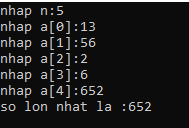 nhap n:5
nhap a[0]:13
nhap a[1]:56
nhap a[2]:2
nhap a[3]:6
nhap a[4]:652
so lon nhat la :652